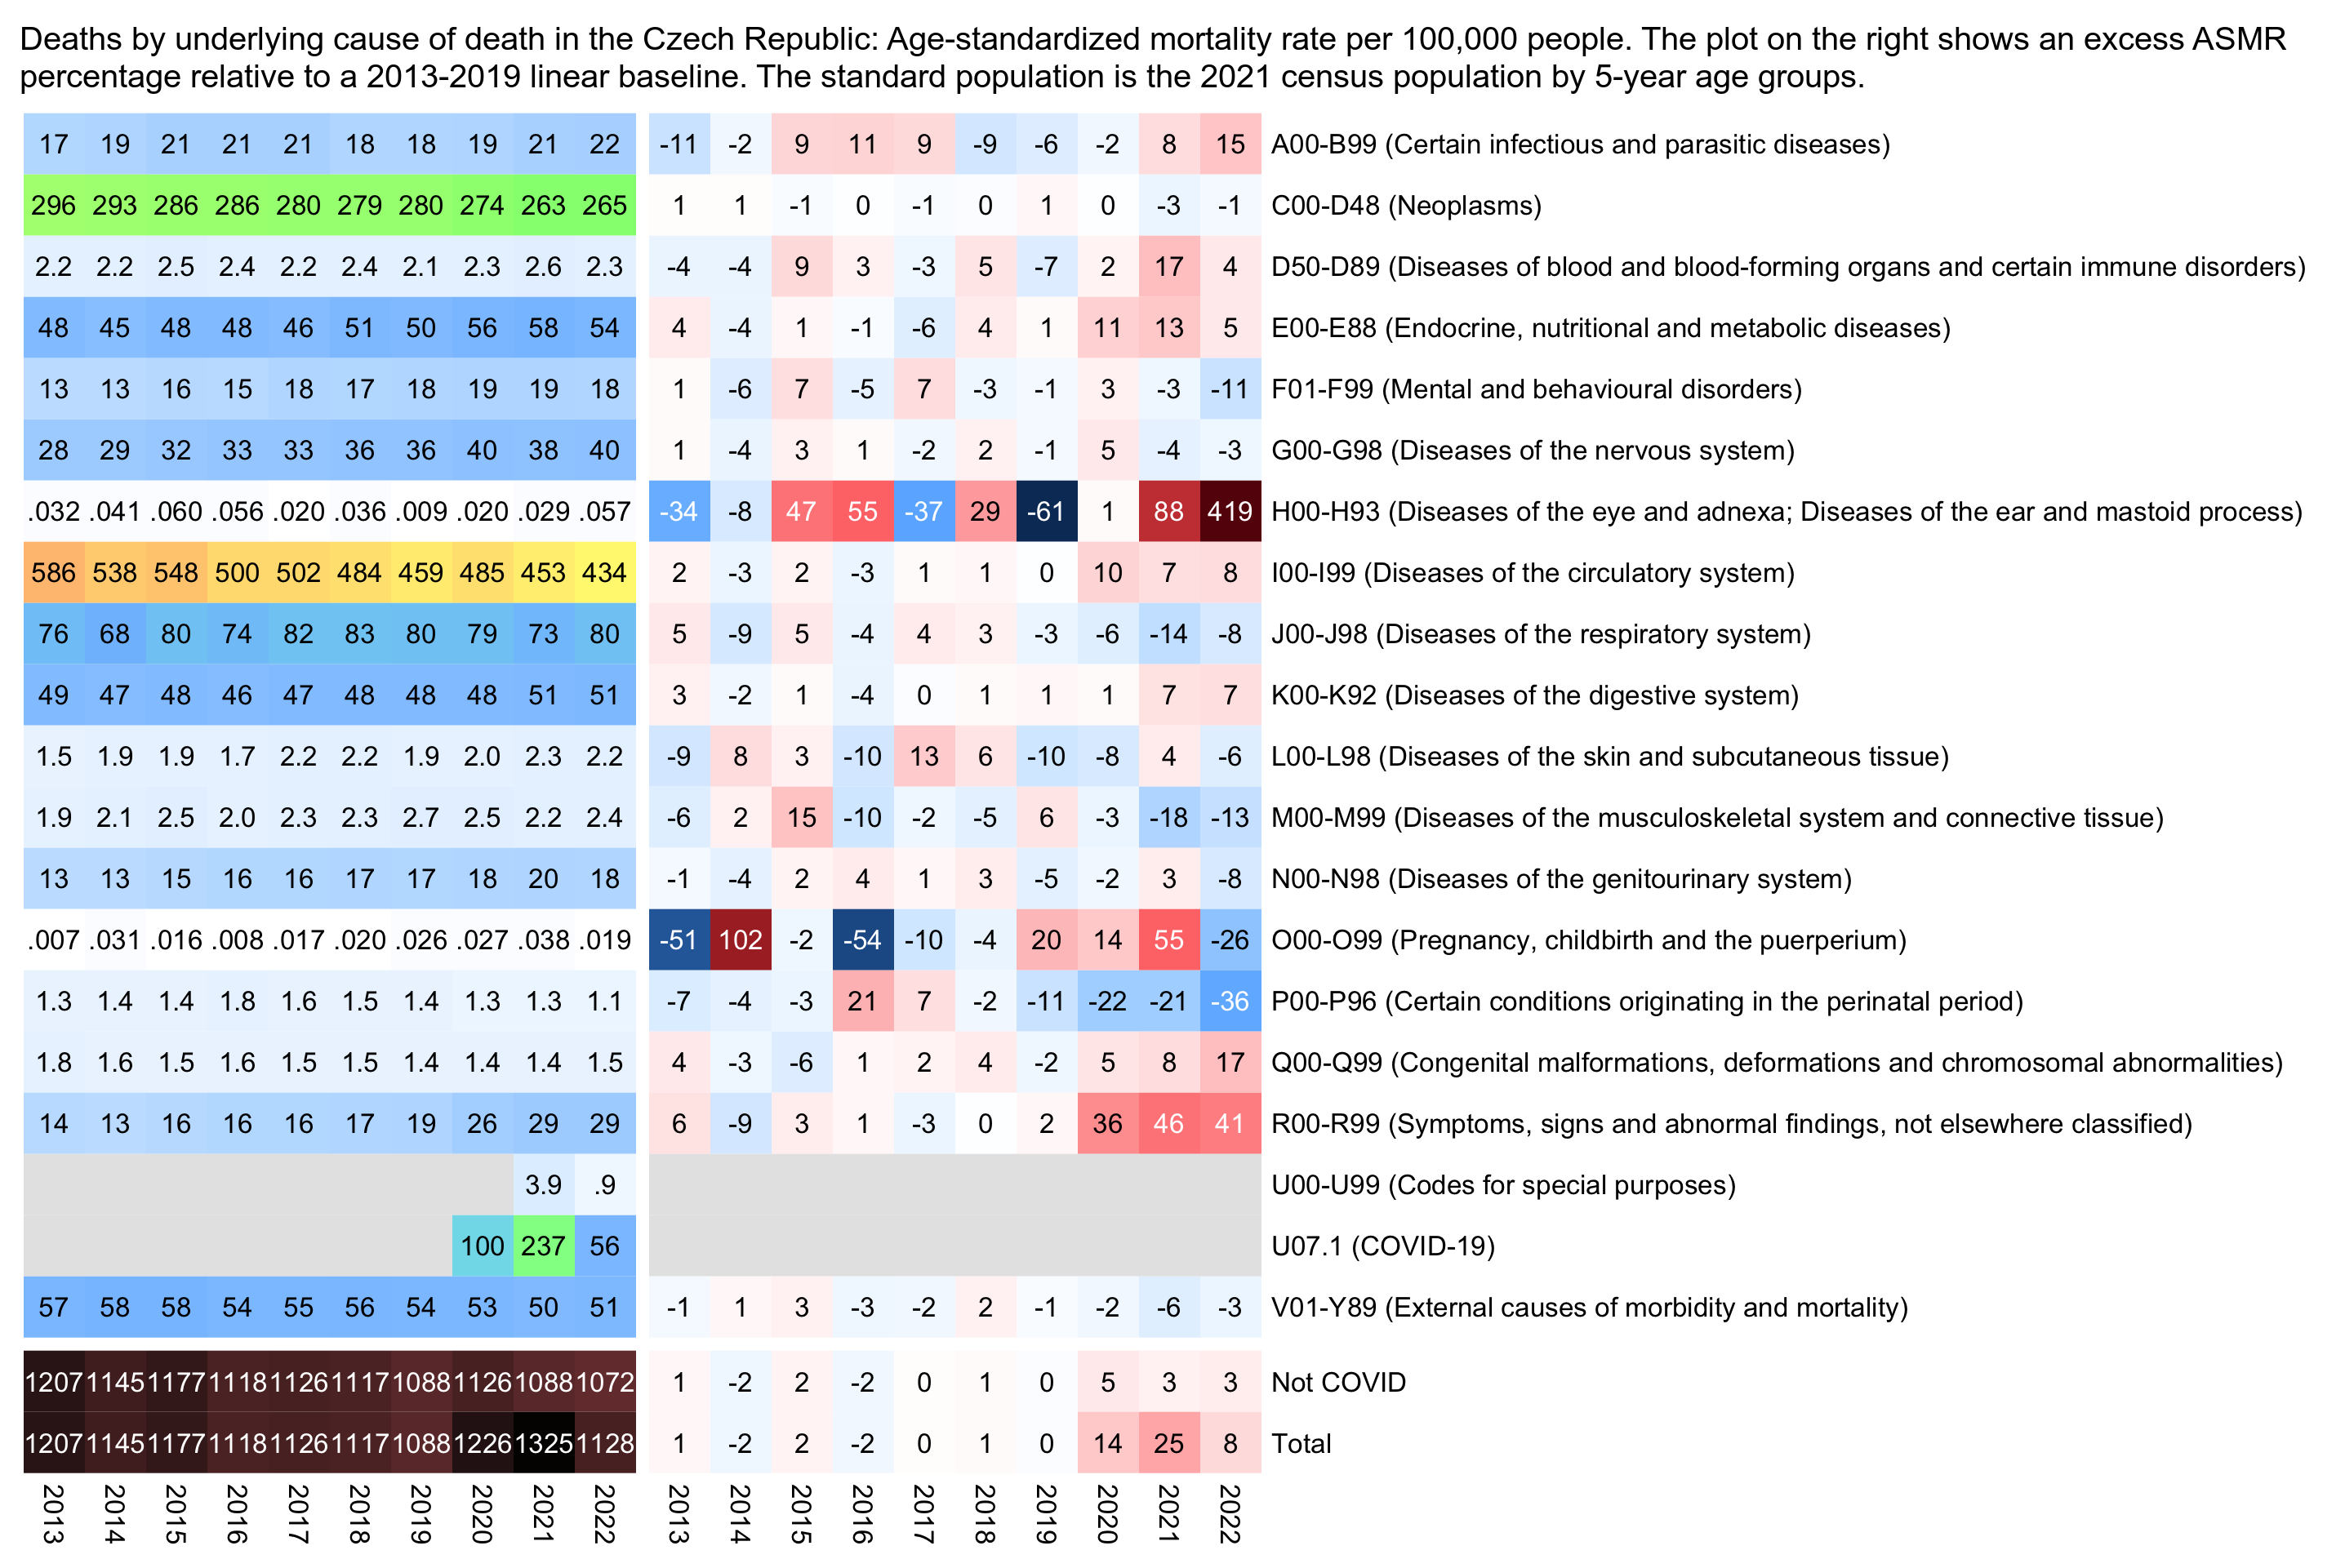 Deaths by underlying cause of death in the Czech Republic: Age-standardized mortality rate per 100,000 people. The plot on the right shows an excess ASMR
percentage relative to a 2013-2019 linear baseline. The standard population is the 2021 census population by 5-year age groups.
17 19 21 21 21 18 18 19 21 22 -11 -2 9 11 9 -9 -6 -2 8 15 A00-B99 (Certain infectious and parasitic diseases)
296 293 286 286 280 279 280 274 263 265 1 1 -1 0 -1 0 1 0 -3 -1 C00-D48 (Neoplasms)
2.2 2.2 2.5 2.4 2.2 2.4 2.1 2.3 2.6 2.3 -4 -4 9 3 -3 5 -7 2 17 4 D50-D89 (Diseases of blood and blood-forming organs and certain immune disorders)
48 45 48 48 46 51 50 56 58 54 4 -4 1 -1 -6 4 1 11 13 5 E00-E88 (Endocrine, nutritional and metabolic diseases)
13 13 16 15 18 17 18 19 19 18 1 -6 7 -5 7 -3 -1 3 -3 -11 F01-F99 (Mental and behavioural disorders)
28 29 32 33 33 36 36 40 38 40 1 -4 3 1 -2 2 -1 5 -4 -3 G00-G98 (Diseases of the nervous system)
.032 .041 .060 .056 .020 .036 .009 .020 .029 .057 -34 -8 47 55 -37 29 -61 1 88 419 H00-H93 (Diseases of the eye and adnexa; Diseases of the ear and mastoid process)
586 538 548 500 502 484 459 485 453 434 2 -3 2 -3 1 1 0 10 7 8 I00-I99 (Diseases of the circulatory system)
76 68 80 74 82 83 80 79 73 80 5 -9 5 -4 4 3 -3 -6 -14 -8 J00-J98 (Diseases of the respiratory system)
49 47 48 46 47 48 48 48 51 51 3 -2 1 -4 0 1 1 1 7 7 K00-K92 (Diseases of the digestive system)
1.5 1.9 1.9 1.7 2.2 2.2 1.9 2.0 2.3 2.2 -9 8 3 -10 13 6 -10 -8 4 -6 L00-L98 (Diseases of the skin and subcutaneous tissue)
1.9 2.1 2.5 2.0 2.3 2.3 2.7 2.5 2.2 2.4 -6 2 15 -10 -2 -5 6 -3 -18 -13 M00-M99 (Diseases of the musculoskeletal system and connective tissue)
13 13 15 16 16 17 17 18 20 18 -1 -4 2 4 1 3 -5 -2 3 -8 N00-N98 (Diseases of the genitourinary system)
.007 .031 .016 .008 .017 .020 .026 .027 .038 .019 -51 102 -2 -54 -10 -4 20 14 55 -26 O00-O99 (Pregnancy, childbirth and the puerperium)
1.3 1.4 1.4 1.8 1.6 1.5 1.4 1.3 1.3 1.1 -7 -4 -3 21 7 -2 -11 -22 -21 -36 P00-P96 (Certain conditions originating in the perinatal period)
1.8 1.6 1.5 1.6 1.5 1.5 1.4 1.4 1.4 1.5 4 -3 -6 1 2 4 -2 5 8 17 Q00-Q99 (Congenital malformations, deformations and chromosomal abnormalities)
14 13 16 16 16 17 19 26 29 29 6 -9 3 1 -3 0 2 36 46 41 R00-R99 (Symptoms, signs and abnormal findings, not elsewhere classified)
3.9 .9 U00-U99 (Codes for special purposes)
100 237 56 U07.1 (COVID-19)
57 58 58 54 55 56 54 53 50 51 -1 1 3 -3 -2 2 -1 -2 -6 -3 V01-Y89 (External causes of morbidity and mortality)
1207 1145 1177 1118 1126 1117 1088 1126 1088 1072 1 -2 2 -2 0 1 0 5 3 3 Not COVID
1207 1145 1177 1118 1126 1117 1088 1226 1325 1128 1 -2 2 -2 0 1 0 14 25 8 Total
2013 2014 2015 2016 2017 2018 2019 2020 2021 2022 2013 2014 2015 2016 2017 2018 2019 2020 2021 2022